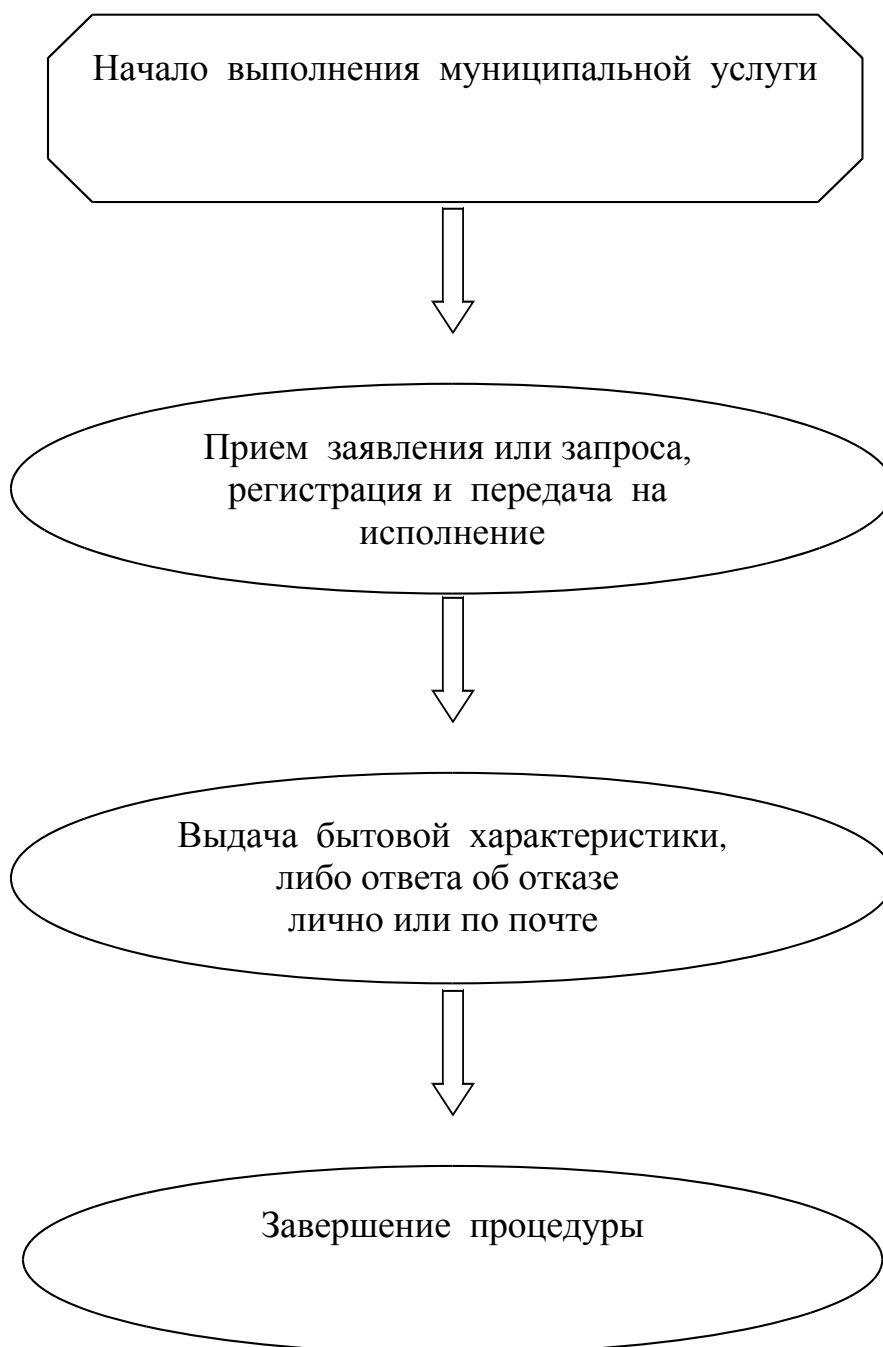 Начало выполнения муниципальной услуги
Прием заявления или запроса,
регистрация и передача на
исполнение
Выдача бытовой характеристики,
либо ответа об отказе
лично или по почте
Завершение процедуры